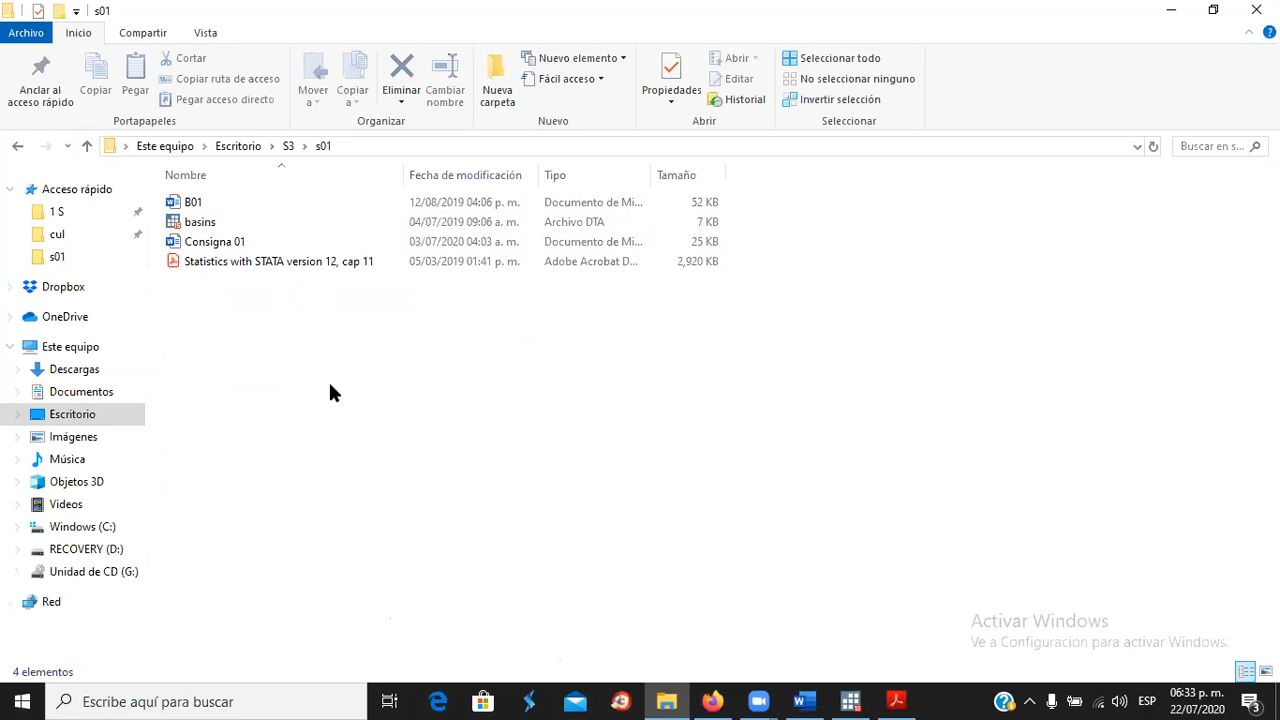 s01
Archivo Inicio Compartir Vista
Anclar al acceso rápido
Copiar
Pegar
Cortar
Copiar ruta de acceso
Pegar acceso directo
Portapapeles
Mover a
Copiar a
Eliminar
Cambiar nombre
Organizar
Nueva carpeta
Nuevo elemento
Fácil acceso
Nuevo
Propiedades
Abrir
Editar
Historial
Abrir
Seleccionar todo
No seleccionar ninguno
Invertir selección
Seleccionar
Este equipo > Escritorio > S3 > s01
Buscar en s...
Nombre Fecha de modificación Tipo Tamaño
B01 12/08/2019 04:06 p. m. Documento de Mi... 52 KB
basins 04/07/2019 09:06 a. m. Archivo DTA 7 KB
Consigna 01 03/07/2020 04:03 a. m. Documento de Mi... 25 KB
Statistics with STATA version 12, cap 11 05/03/2019 01:41 p. m. Adobe Acrobat D... 2,920 KB
Acceso rápido
1 S
cul
s01
Dropbox
OneDrive
Este equipo
Descargas
Documentos
Escritorio
Imágenes
Música
Objetos 3D
Videos
Windows (C:)
RECOVERY (D:)
Unidad de CD (G:)
Red
Activar Windows
Ve a Configuración para activar Windows.
4 elementos
Escribe aquí para buscar
ESP
06:33 p. m.
22/07/2020
3